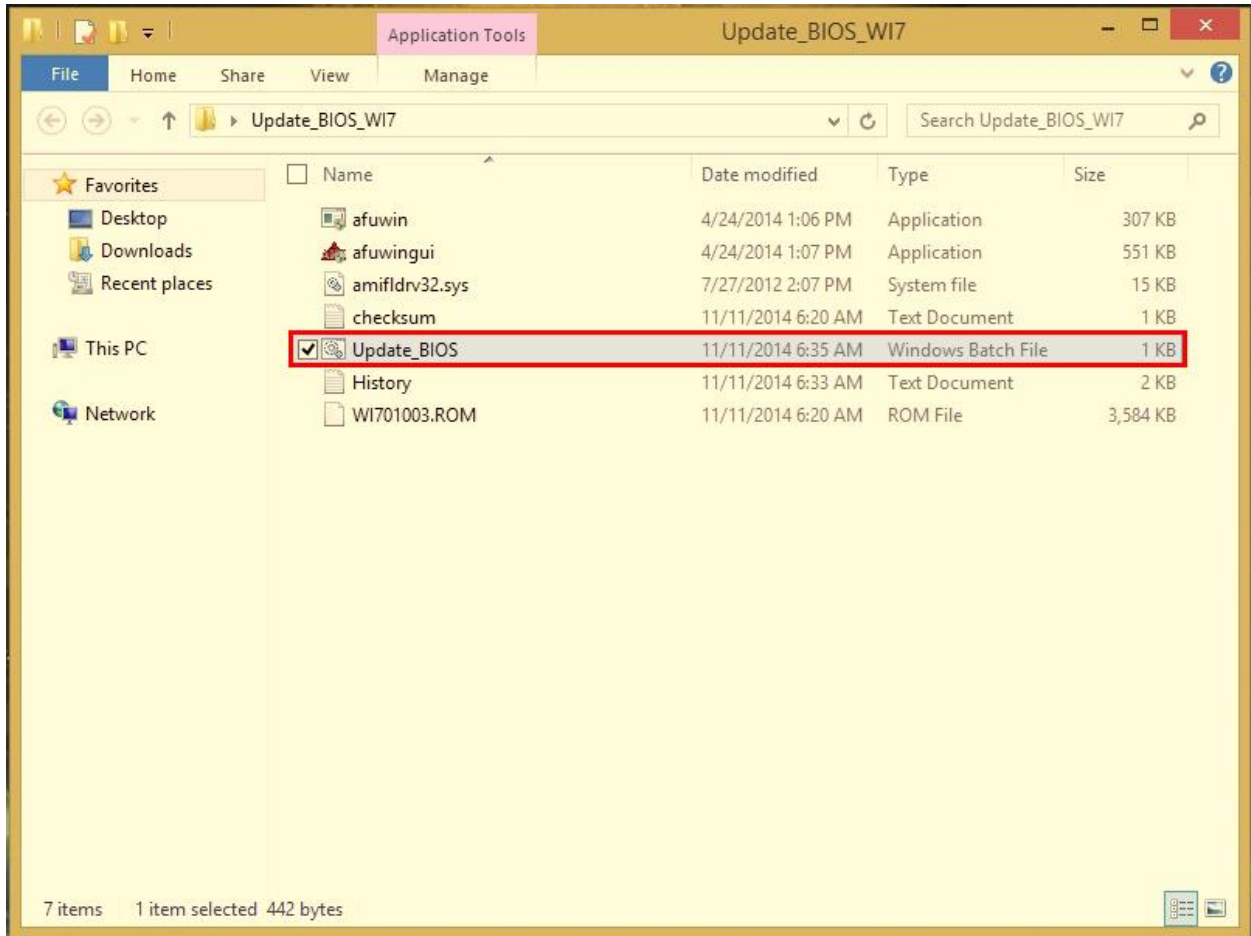 Application Tools Update_BIOS_WI7
File Home Share View Manage
Update_BIOS_WI7 Search Update_BIOS_WI7
Name Date modified Type Size
Favorites
Desktop
Downloads
Recent places
This PC
Network
afuwin 4/24/2014 1:06 PM Application 307 KB
afuwingui 4/24/2014 1:07 PM Application 551 KB
amifldrv32.sys 7/27/2012 2:07 PM System file 15 KB
checksum 11/11/2014 6:20 AM Text Document 1 KB
Update_BIOS 11/11/2014 6:35 AM Windows Batch File 1 KB
History 11/11/2014 6:33 AM Text Document 2 KB
WI701003.ROM 11/11/2014 6:20 AM ROM File 3,584 KB
7 items 1 item selected 442 bytes